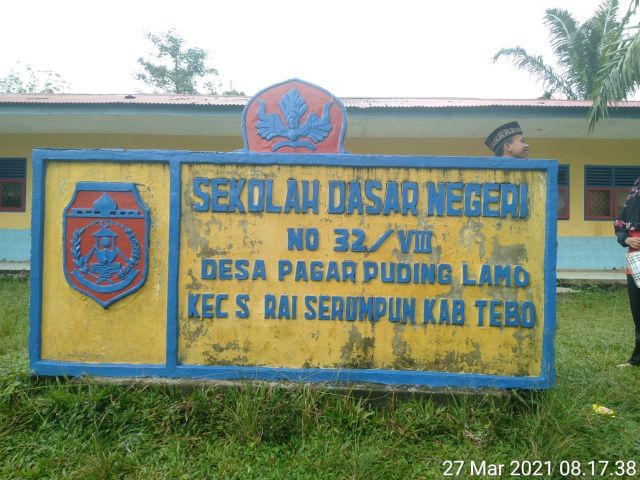 SEKOLAH DASAR NEGERI
NO 32/VIII
DESA PAGAR PUDING LAMO
KEC S RAI SERUMPUN KAB TEBO
27 Mar 2021 08.17.38